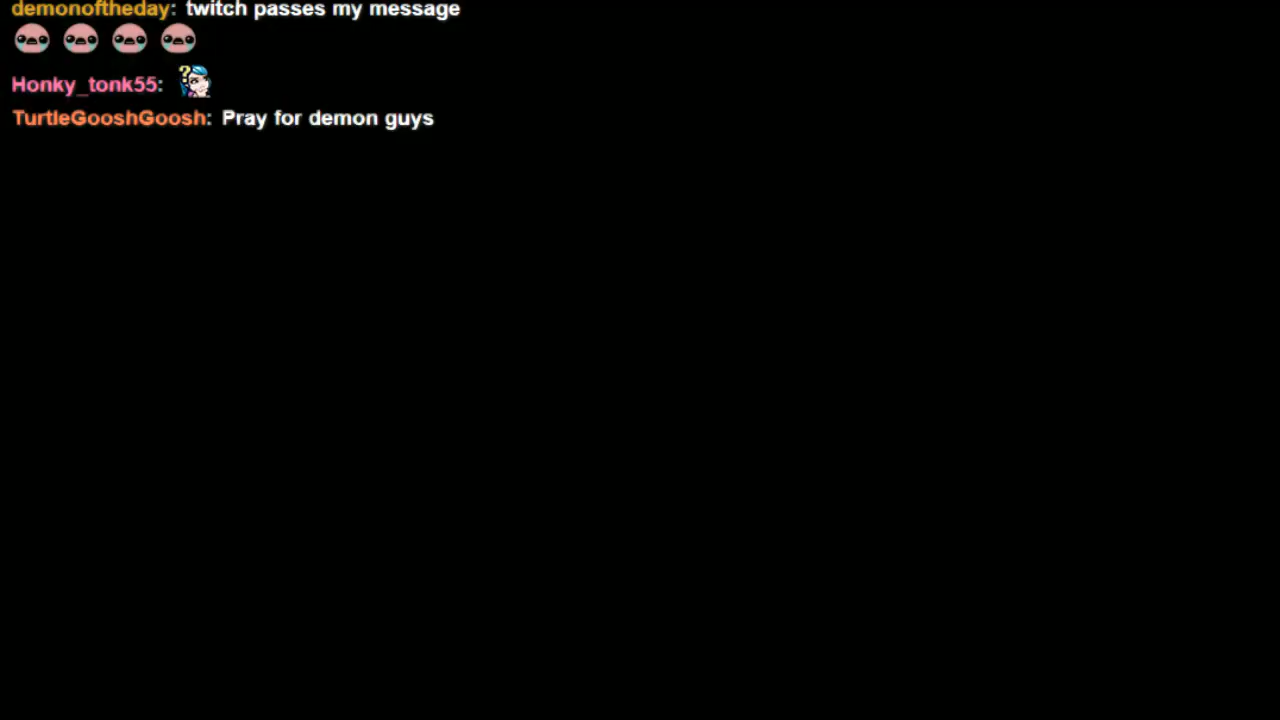 demonoftheday: twitch passes my message
Honky_tonk55:
TurtleGooshGoosh: Pray for demon guys